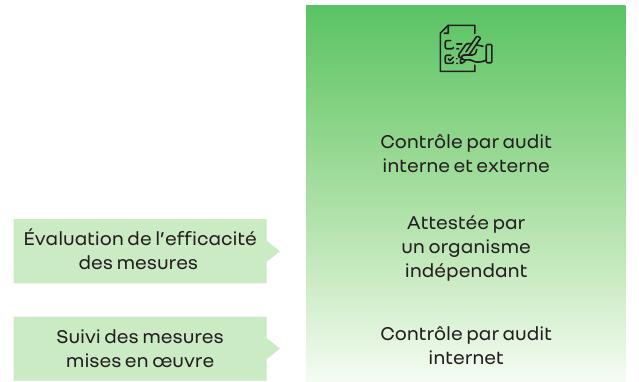 Contrôle par audit
interne et externe
Évaluation de l'efficacité
des mesures
Attestée par
un organisme
indépendant
Suivi des mesures
mises en œuvre
Contrôle par audit
internet